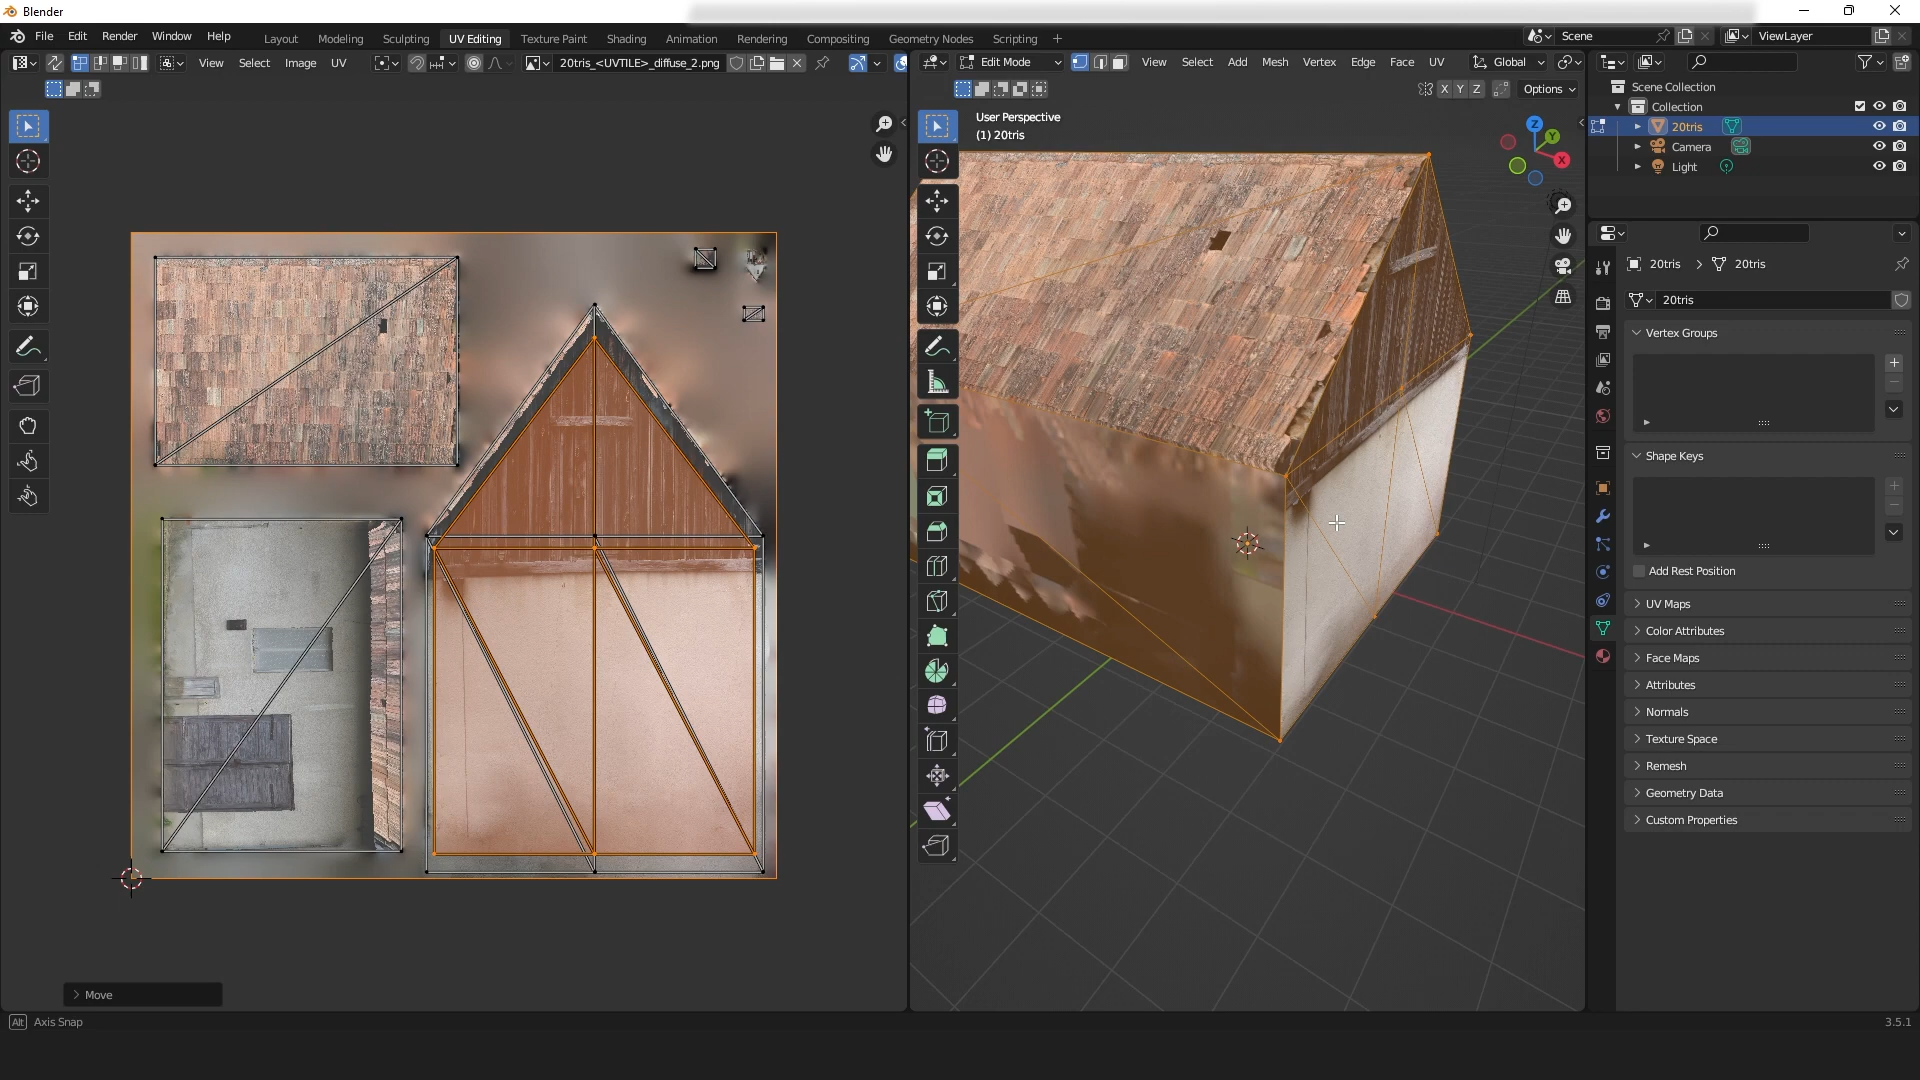 Blender
File Edit Render Window Help
Layout Modeling Sculpting UV Editing Texture Paint Shading Animation Rendering Compositing Geometry Nodes Scripting +
Scene
ViewLayer
View Select Image UV
20tris_<UVTILE>_diffuse_2.png
Edit Mode
View Select Add Mesh Vertex Edge Face UV
Global
X Y Z
Options
User Perspective
(1) 20tris
Z
Y
X
Scene Collection
Collection
20tris
Camera
Light
20tris > 20tris
20tris
Vertex Groups
Shape Keys
Add Rest Position
UV Maps
Color Attributes
Face Maps
Attributes
Normals
Texture Space
Remesh
Geometry Data
Custom Properties
Move
Alt Axis Snap
3.5.1